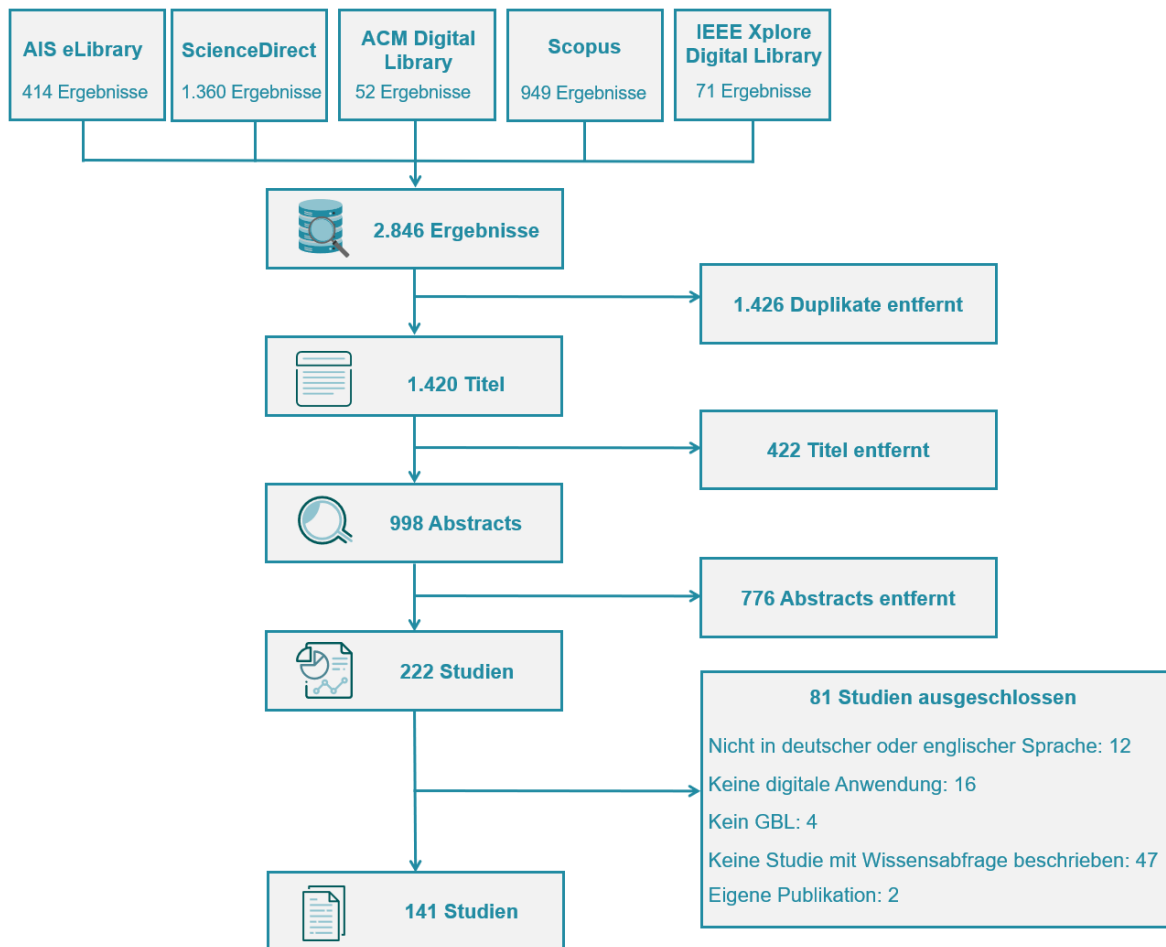 AIS eLibrary
414 Ergebnisse
ScienceDirect
1.360 Ergebnisse
ACM Digital
Library
52 Ergebnisse
Scopus
949 Ergebnisse
IEEE Xplore
Digital Library
71 Ergebnisse
2.846 Ergebnisse
1.426 Duplikate entfernt
1.420 Titel
422 Titel entfernt
998 Abstracts
776 Abstracts entfernt
222 Studien
81 Studien ausgeschlossen
Nicht in deutscher oder englischer Sprache: 12
Keine digitale Anwendung: 16
Kein GBL: 4
Keine Studie mit Wissensabfrage beschrieben: 47
Eigene Publikation: 2
141 Studien